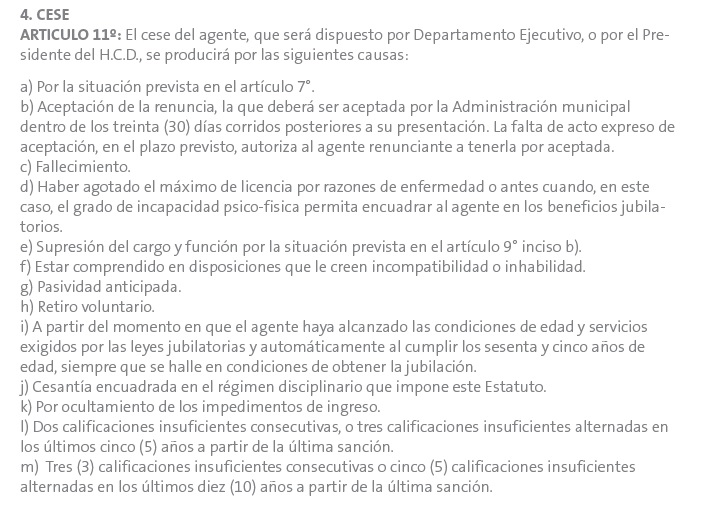 4. CESE
ARTICULO 11º: El cese del agente, que será dispuesto por Departamento Ejecutivo, o por el Pre-
sidente del H.C.D., se producirá por las siguientes causas:
a) Por la situación prevista en el artículo 7°.
b) Aceptación de la renuncia, la que deberá ser aceptada por la Administración municipal
dentro de los treinta (30) días corridos posteriores a su presentación. La falta de acto expreso de
aceptación, en el plazo previsto, autoriza al agente renunciante a tenerla por aceptada.
c) Fallecimiento.
d) Haber agotado el máximo de licencia por razones de enfermedad o antes cuando, en este
caso, el grado de incapacidad psico-fisica permita encuadrar al agente en los beneficios jubila-
torios.
e) Supresión del cargo y función por la situación prevista en el artículo 9° inciso b).
f) Estar comprendido en disposiciones que le creen incompatibilidad o inhabilidad.
g) Pasividad anticipada.
h) Retiro voluntario.
i) A partir del momento en que el agente haya alcanzado las condiciones de edad y servicios
exigidos por las leyes jubilatorias y automáticamente al cumplir los sesenta y cinco años de
edad, siempre que se halle en condiciones de obtener la jubilación.
j) Cesantía encuadrada en el régimen disciplinario que impone este Estatuto.
k) Por ocultamiento de los impedimentos de ingreso.
l) Dos calificaciones insuficientes consecutivas, o tres calificaciones insuficientes alternadas en
los últimos cinco (5) años a partir de la última sanción.
m) Tres (3) calificaciones insuficientes consecutivas o cinco (5) calificaciones insuficientes
alternadas en los últimos diez (10) años a partir de la última sanción.